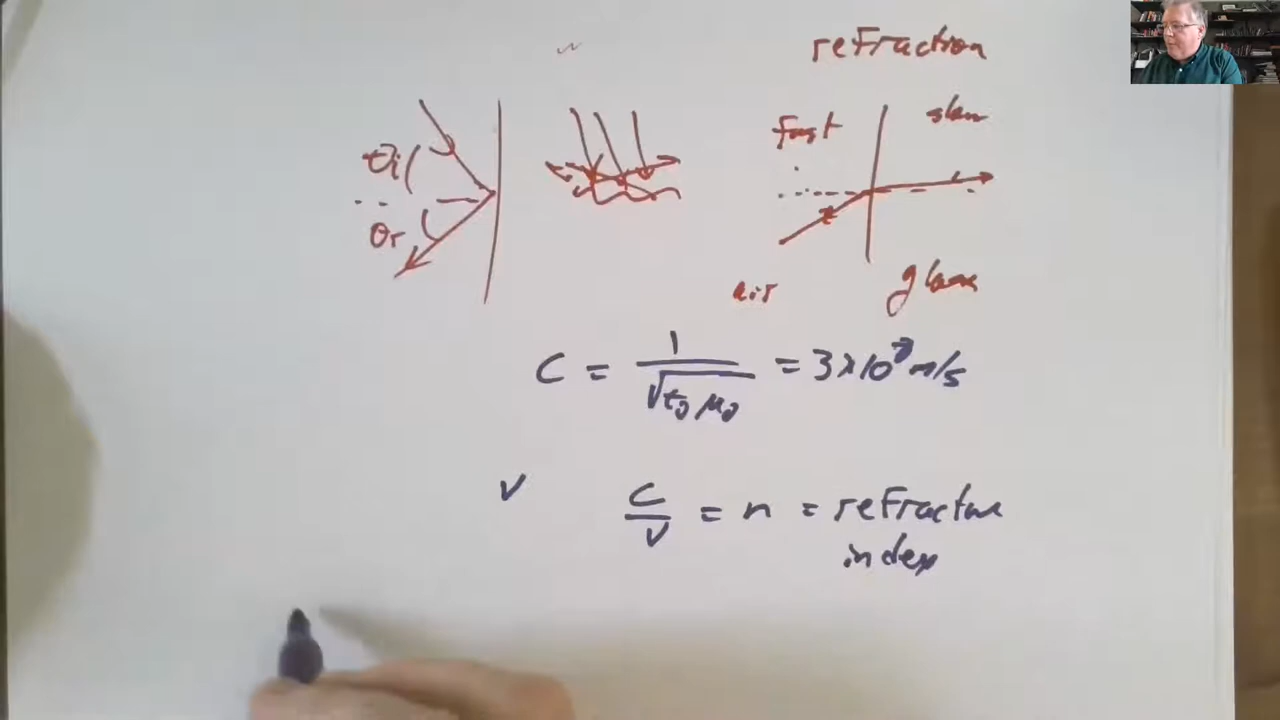 refraction
fast slow
θi
θr
air glass
C = 1/√ε₀μ₀ = 3×10⁸ m/s
v C/v = n = refractive
index